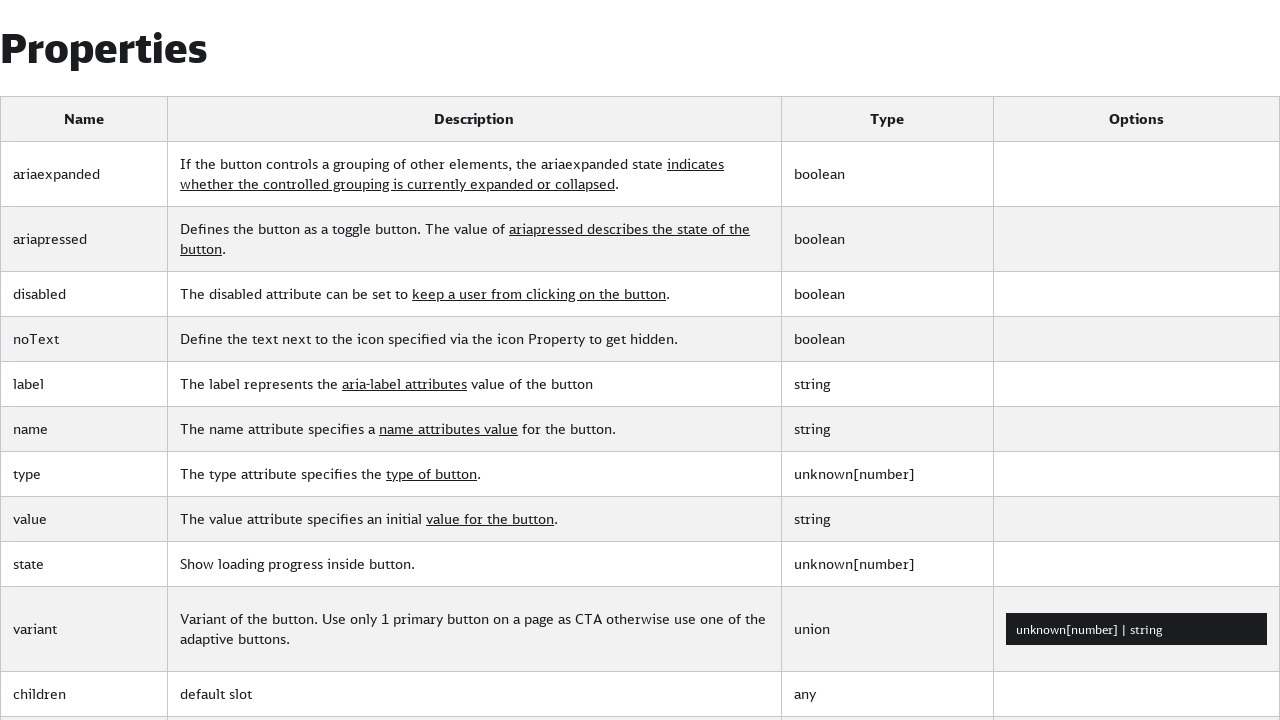 Properties
Name Description Type Options
ariaexpanded If the button controls a grouping of other elements, the ariaexpanded state indicates boolean
whether the controlled grouping is currently expanded or collapsed.
ariapressed Defines the button as a toggle button. The value of ariapressed describes the state of the boolean
button.
disabled The disabled attribute can be set to keep a user from clicking on the button. boolean
noText Define the text next to the icon specified via the icon Property to get hidden. boolean
label The label represents the aria-label attributes value of the button string
name The name attribute specifies a name attributes value for the button. string
type The type attribute specifies the type of button. unknown[number]
value The value attribute specifies an initial value for the button. string
state Show loading progress inside button. unknown[number]
variant Variant of the button. Use only 1 primary button on a page as CTA otherwise use one of the union unknown[number] | string
adaptive buttons.
children default slot any